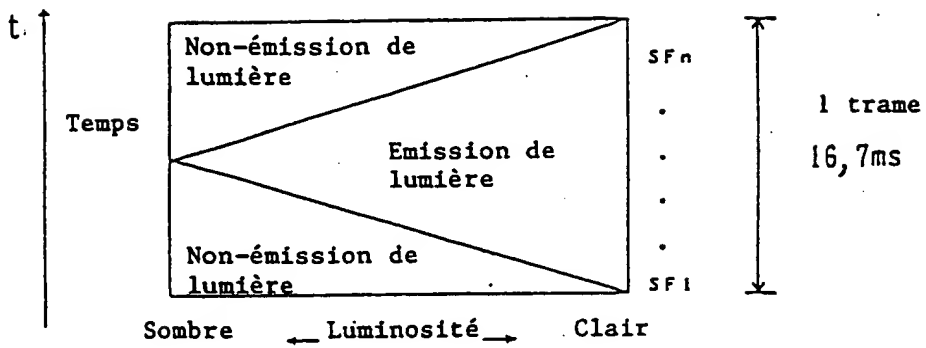 t.
Non-émission de
lumière
SFn
Temps
1 trame
Emission de
lumière
16,7ms
Non-émission de
lumière
SF1
Sombre ← Luminosité → Clair